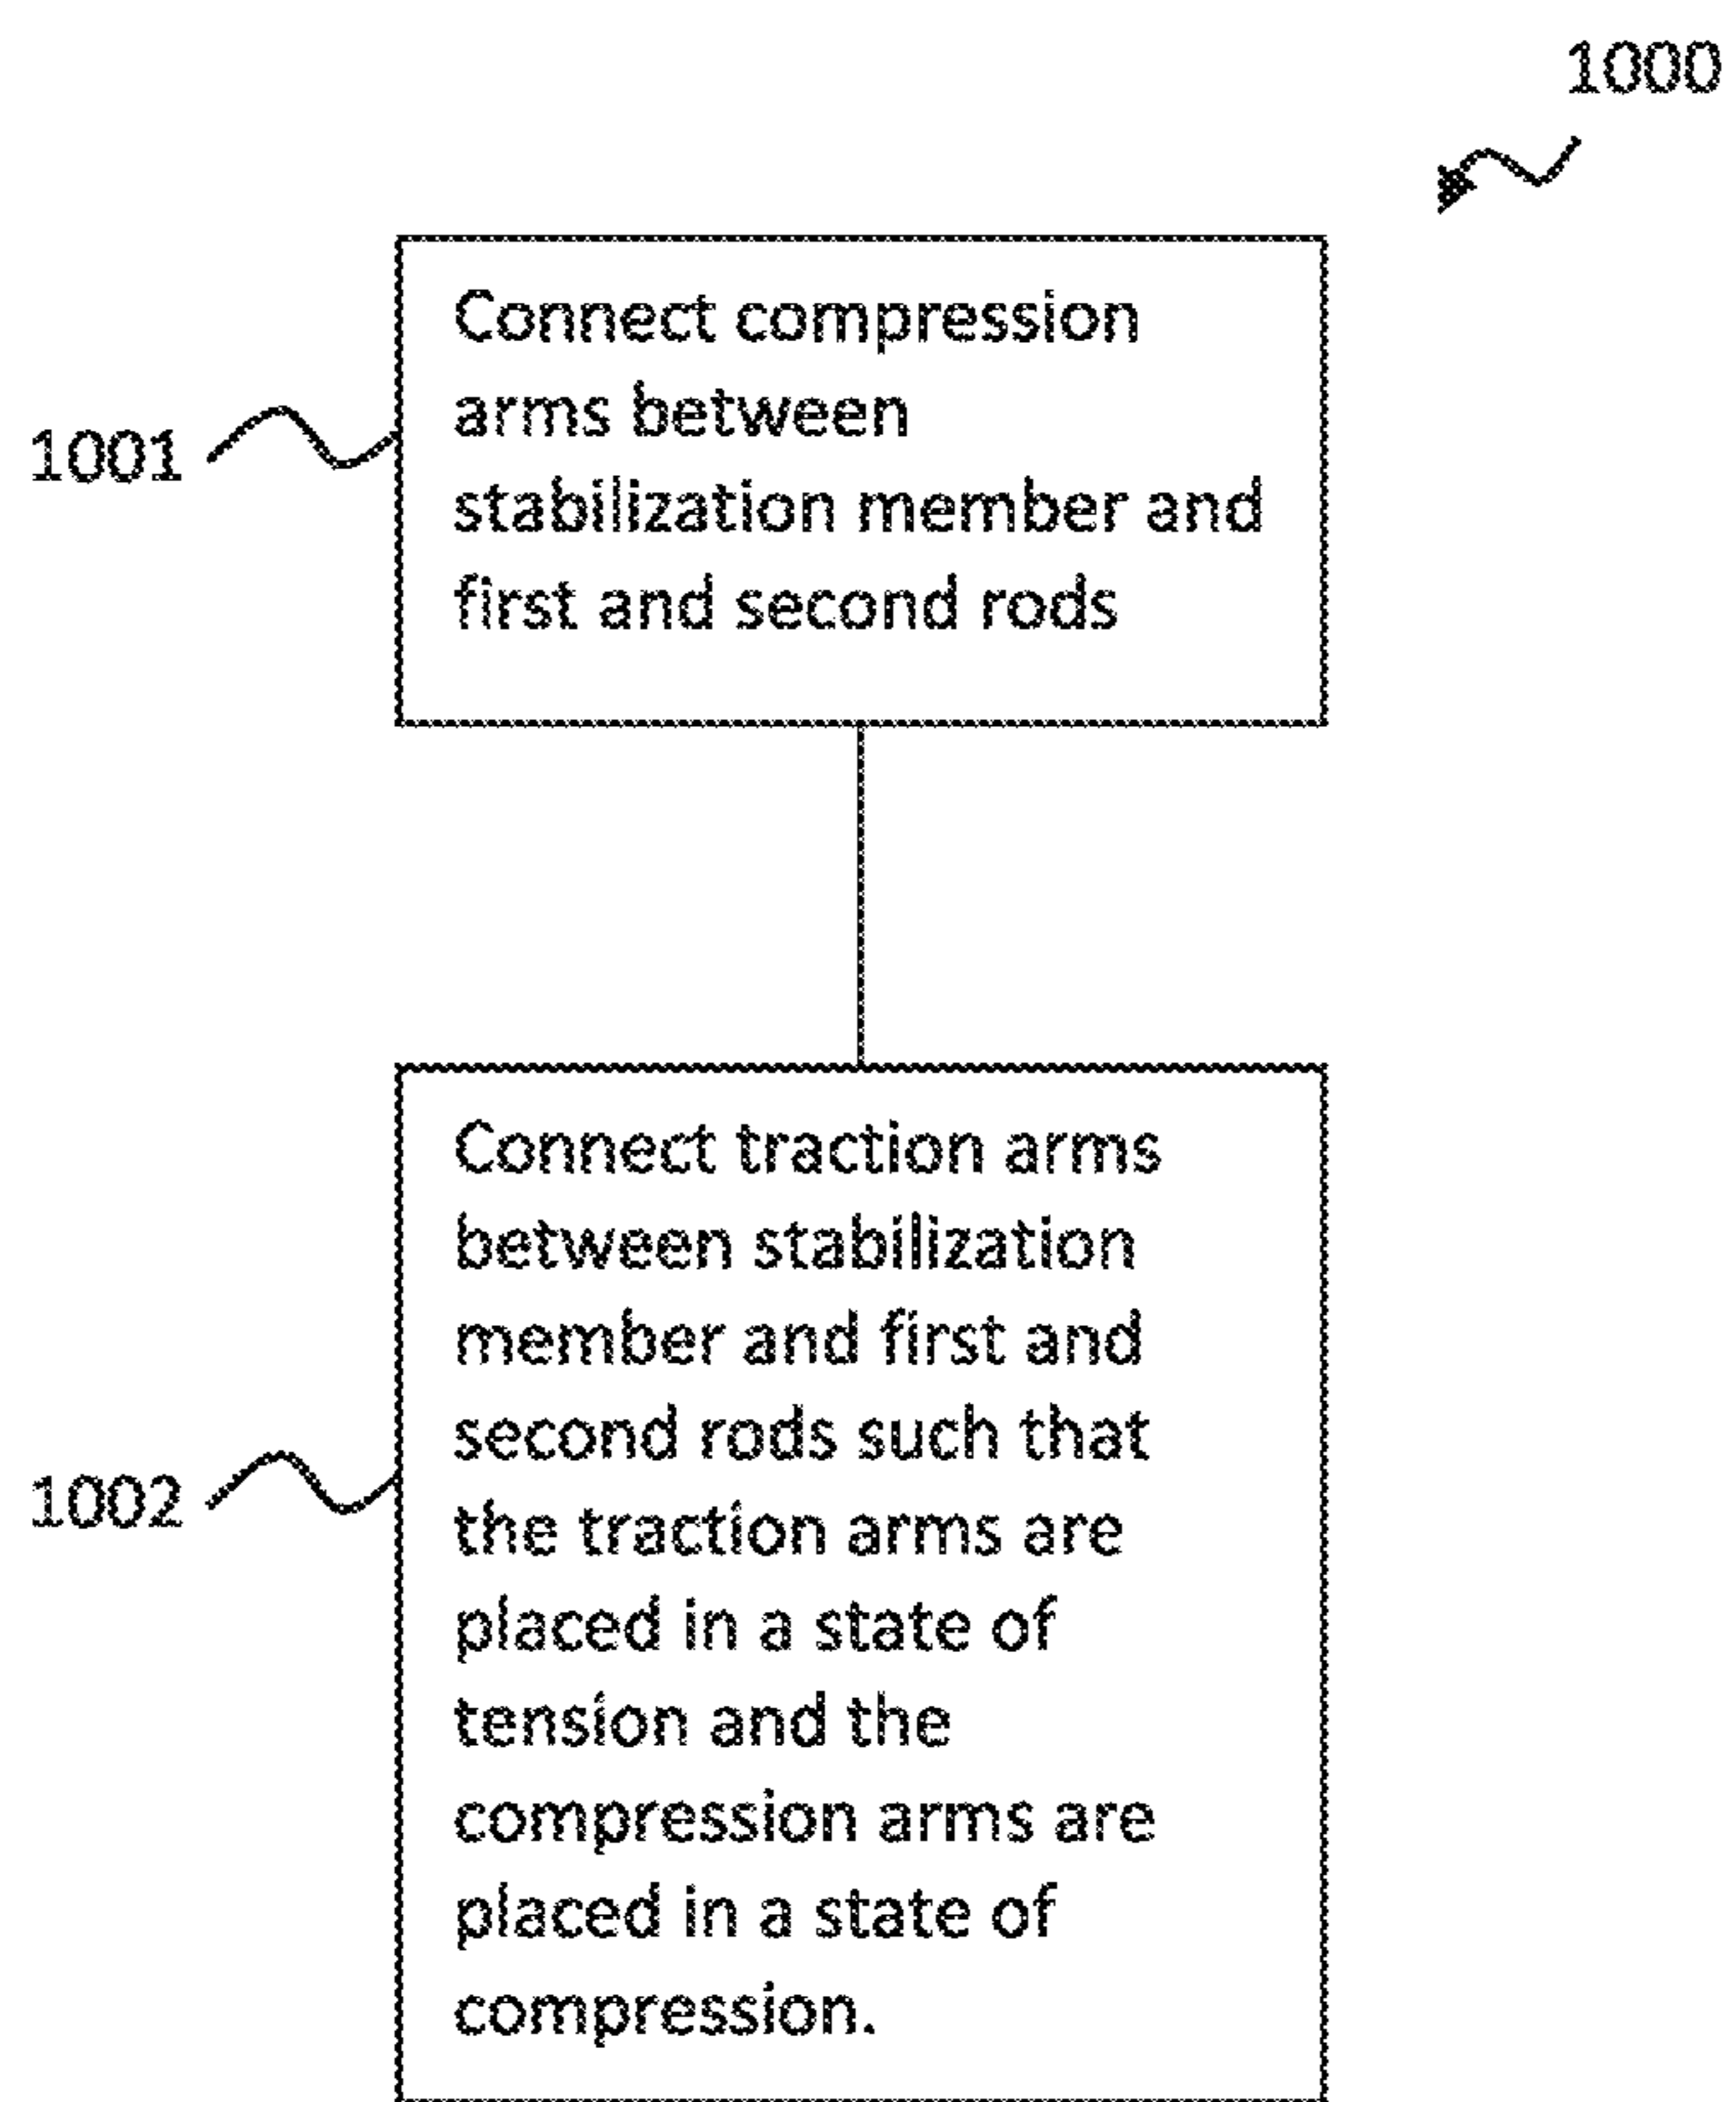 1000
Connect compression
arms between
1001
stabilization member and
first and second rods
Connect traction arms
between stabilization
member and first and
second rods such that
1002
the traction arms are
placed in a state of
tension and the
compression arms are
placed in a state of
compression.